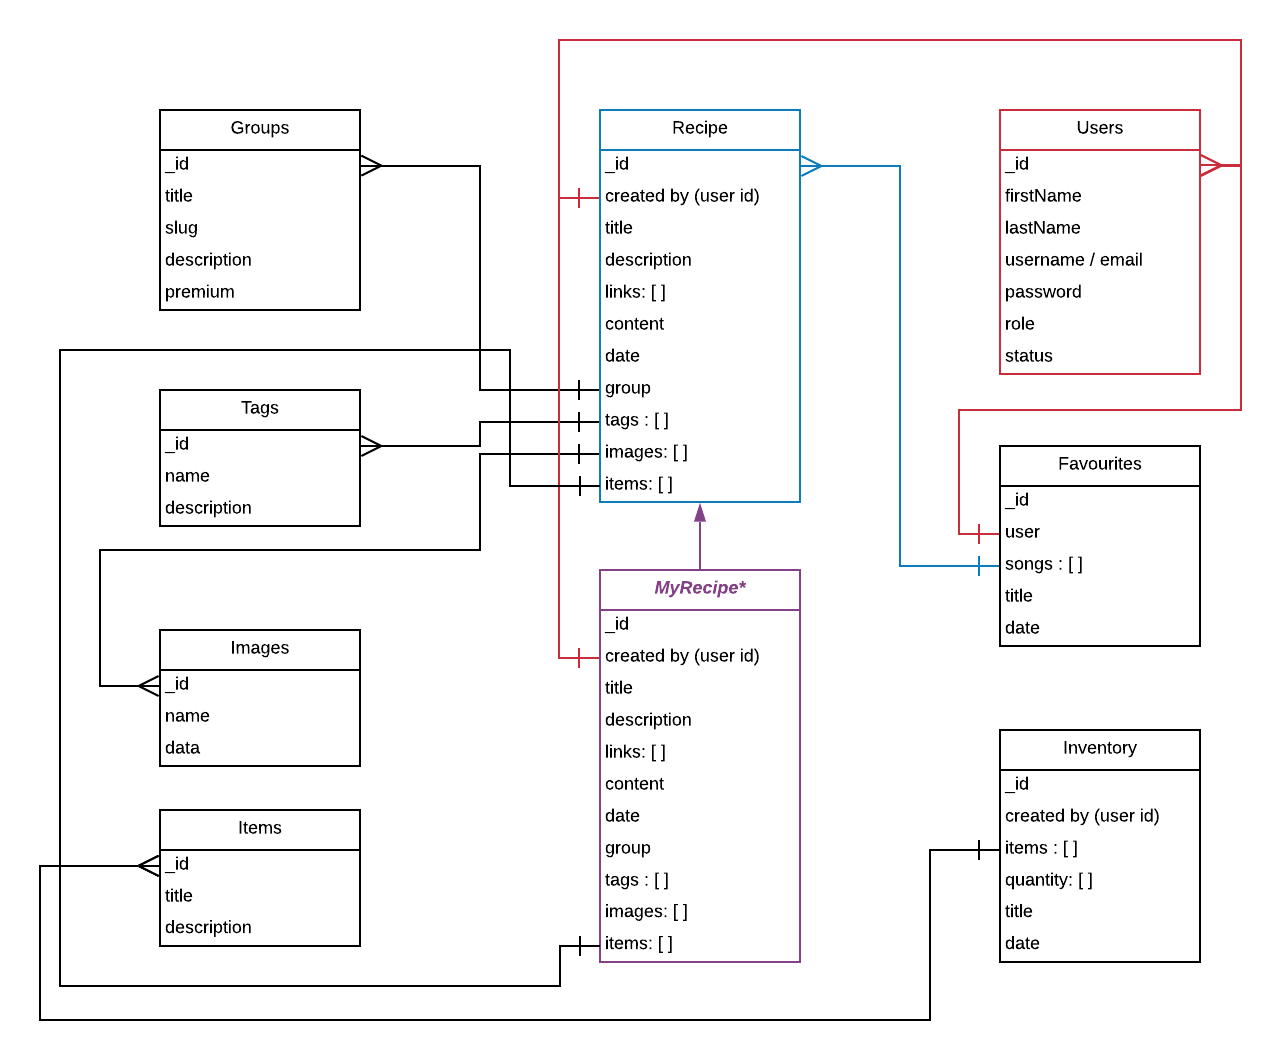 Groups
_id
title
slug
description
premium
Tags
_id
name
description
Images
_id
name
data
Items
_id
title
description
Recipe
_id
created by (user id)
title
description
links: [ ]
content
date
group
tags : [ ]
images: [ ]
items: [ ]
MyRecipe*
_id
created by (user id)
title
description
links: [ ]
content
date
group
tags : [ ]
images: [ ]
items: [ ]
Users
_id
firstName
lastName
username / email
password
role
status
Favourites
_id
user
songs : [ ]
title
date
Inventory
_id
created by (user id)
items : [ ]
quantity: [ ]
title
date